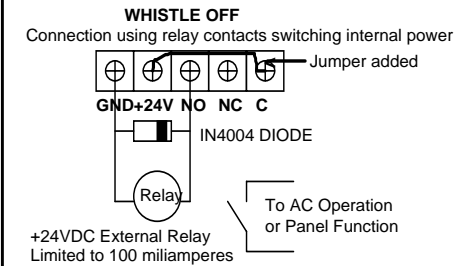 WHISTLE OFF
Connection using relay contacts switching internal power
Jumper added
GND+24V NO NC C
IN4004 DIODE
Relay
To AC Operation
or Panel Function
+24VDC External Relay
Limited to 100 miliamperes